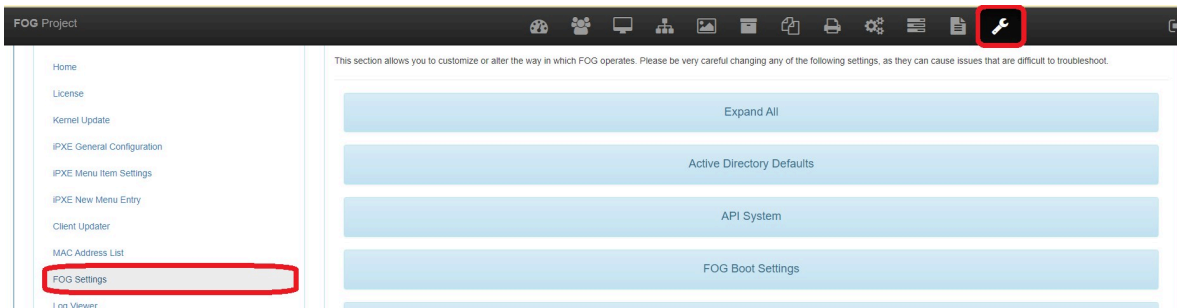 FOG Project
Home
License
Kernel Update
iPXE General Configuration
iPXE Menu Item Settings
iPXE New Menu Entry
Client Updater
MAC Address List
FOG Settings
Log Viewer
This section allows you to customize or alter the way in which FOG operates. Please be very careful changing any of the following settings, as they can cause issues that are difficult to troubleshoot.
Expand All
Active Directory Defaults
API System
FOG Boot Settings